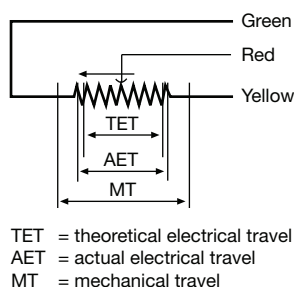 Green
Red
Yellow
TET
AET
MT
TET = theoretical electrical travel
AET = actual electrical travel
MT = mechanical travel